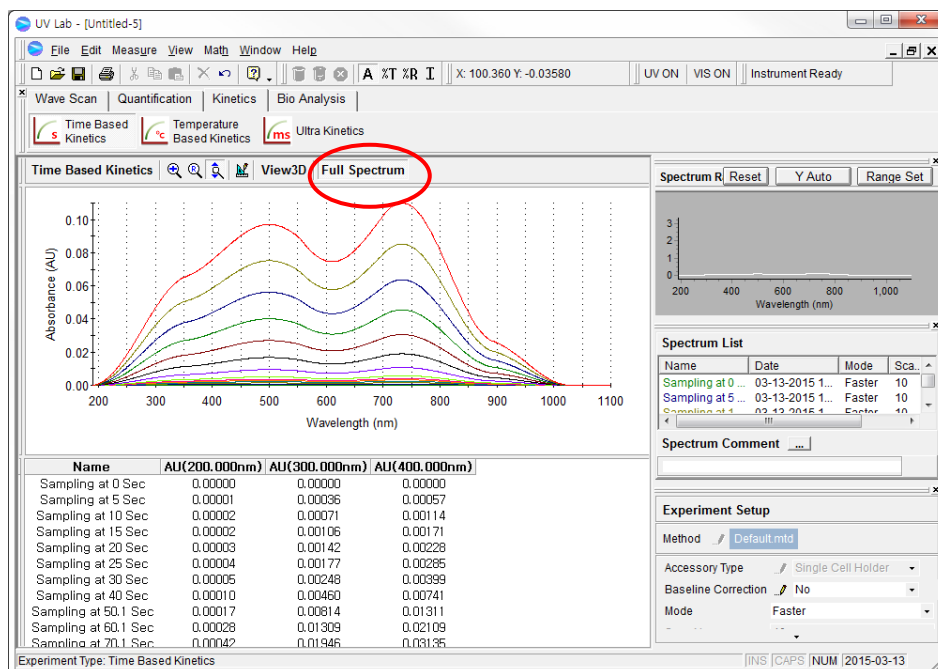 UV Lab - [Untitled-5]
File Edit Measure View Math Window Help
A %T %R I X: 100.360 Y: -0.03580 UV ON VIS ON Instrument Ready
Wave Scan Quantification Kinetics Bio Analysis
s Time Based Kinetics °C Temperature Based Kinetics ms Ultra Kinetics
Time Based Kinetics View3D Full Spectrum
Absorbance (AU)
0.10
0.08
0.06
0.04
0.02
0.00
200 300 400 500 600 700 800 900 1000 1100
Wavelength (nm)
Name AU(200.000nm) AU(300.000nm) AU(400.000nm)
Sampling at 0 Sec 0.00000 0.00000 0.00000
Sampling at 5 Sec 0.00001 0.00036 0.00057
Sampling at 10 Sec 0.00002 0.00071 0.00114
Sampling at 15 Sec 0.00002 0.00106 0.00171
Sampling at 20 Sec 0.00003 0.00142 0.00228
Sampling at 25 Sec 0.00004 0.00177 0.00285
Sampling at 30 Sec 0.00005 0.00248 0.00399
Sampling at 40 Sec 0.00010 0.00460 0.00741
Sampling at 50.1 Sec 0.00017 0.00814 0.01311
Sampling at 60.1 Sec 0.00028 0.01309 0.02109
Sampling at 70.1 Sec 0.00042 0.01946 0.03135
Spectrum R Reset Y Auto Range Set
3
2
1
0
200 400 600 800 1,000
Wavelength (nm)
Spectrum List
Name Date Mode Sca..
Sampling at 0 ... 03-13-2015 1... Faster 10
Sampling at 5 ... 03-13-2015 1... Faster 10
Sampling at 1 03-13-2015 1 Faster 10
Spectrum Comment ...
Experiment Setup
Method Default.mtd
Accessory Type Single Cell Holder
Baseline Correction No
Mode Faster
Experiment Type: Time Based Kinetics INS CAPS NUM 2015-03-13